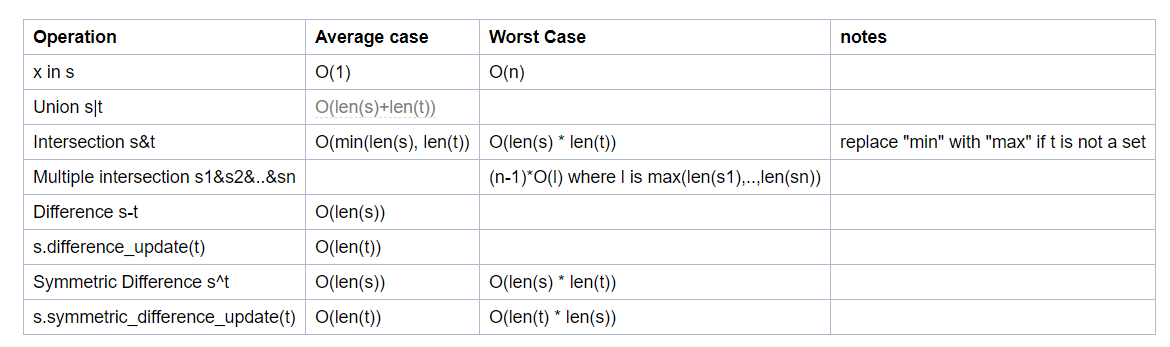 Operation Average case Worst Case notes
x in s O(1) O(n)
Union s|t O(len(s)+len(t))
Intersection s&t O(min(len(s), len(t)) O(len(s) * len(t)) replace "min" with "max" if t is not a set
Multiple intersection s1&s2&..&sn (n-1)*O(l) where l is max(len(s1),..,len(sn))
Difference s-t O(len(s))
s.difference_update(t) O(len(t))
Symmetric Difference s^t O(len(s)) O(len(s) * len(t))
s.symmetric_difference_update(t) O(len(t)) O(len(t) * len(s))